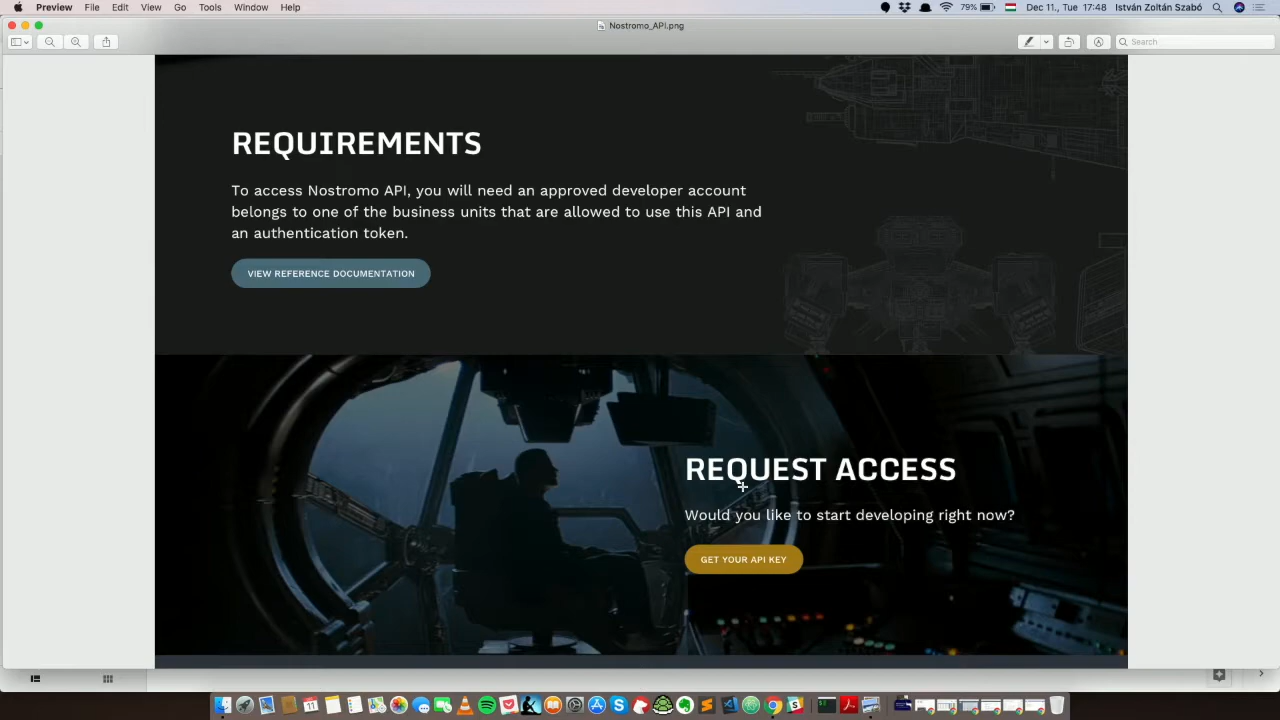 Preview File Edit View Go Tools Window Help 79% Dec 11., Tue 17:48 István Zoltán Szabó
Nostromo_API.png
Search
REQUIREMENTS
To access Nostromo API, you will need an approved developer account
belongs to one of the business units that are allowed to use this API and
an authentication token.
VIEW REFERENCE DOCUMENTATION
REQUEST ACCESS
Would you like to start developing right now?
GET YOUR API KEY